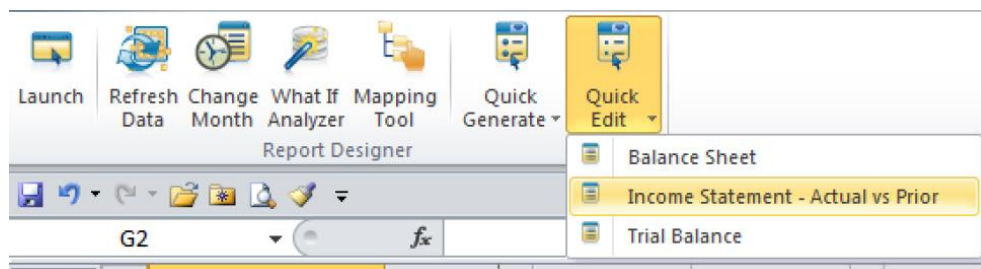 Launch Refresh Change What If Mapping Quick Quick
Data Month Analyzer Tool Generate Edit
Report Designer
Balance Sheet
Income Statement - Actual vs Prior
Trial Balance
G2 fx